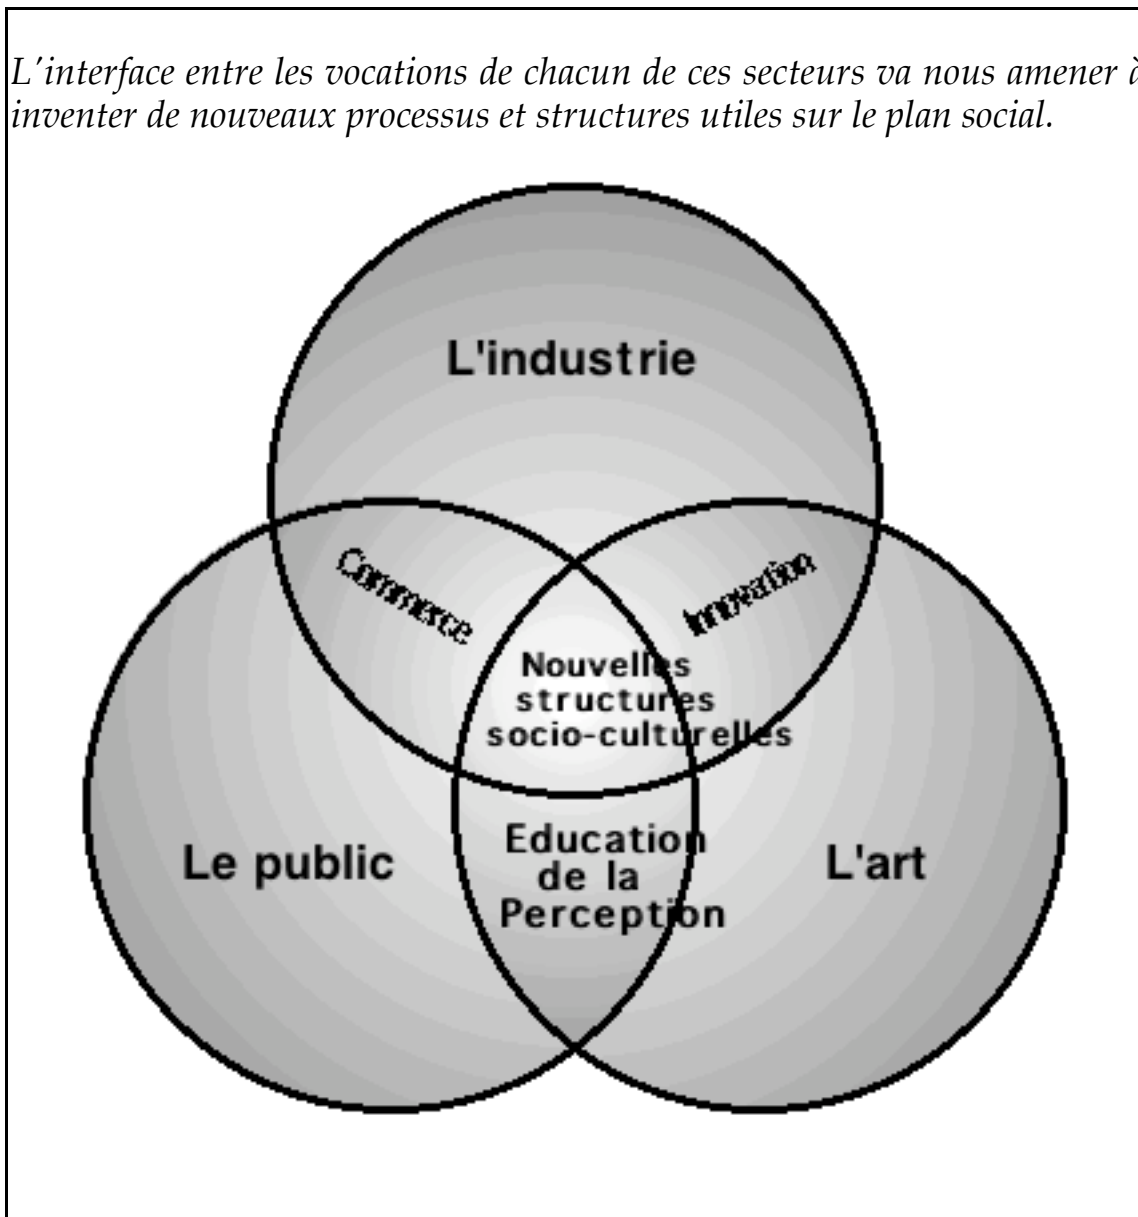 L'interface entre les vocations de chacun de ces secteurs va nous amener à
inventer de nouveaux processus et structures utiles sur le plan social.
L'industrie
Commerce
Innovation
Nouvelles
structures
socio-culturelles
Le public
Education
de la
Perception
L'art